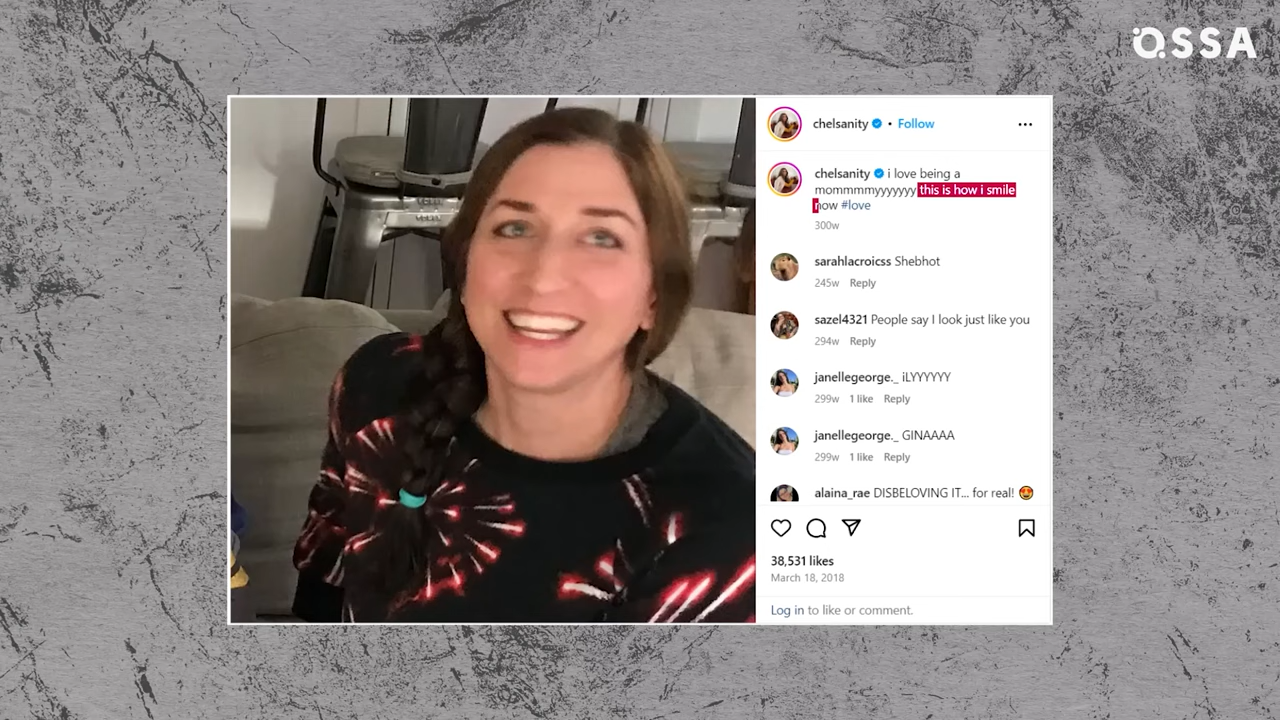 OSSA
chelsanity • Follow
chelsanity i love being a
mommmmyyyyyyy this is how i smile
now #love
300w
sarahlacroicss Shebhot
245w Reply
sazel4321 People say I look just like you
294w Reply
janellegeorge._ iLYYYYYY
299w 1 like Reply
janellegeorge._ GINAAAA
299w 1 like Reply
alaina_rae DISBELOVING IT... for real! 😍
38,531 likes
March 18, 2018
Log in to like or comment.